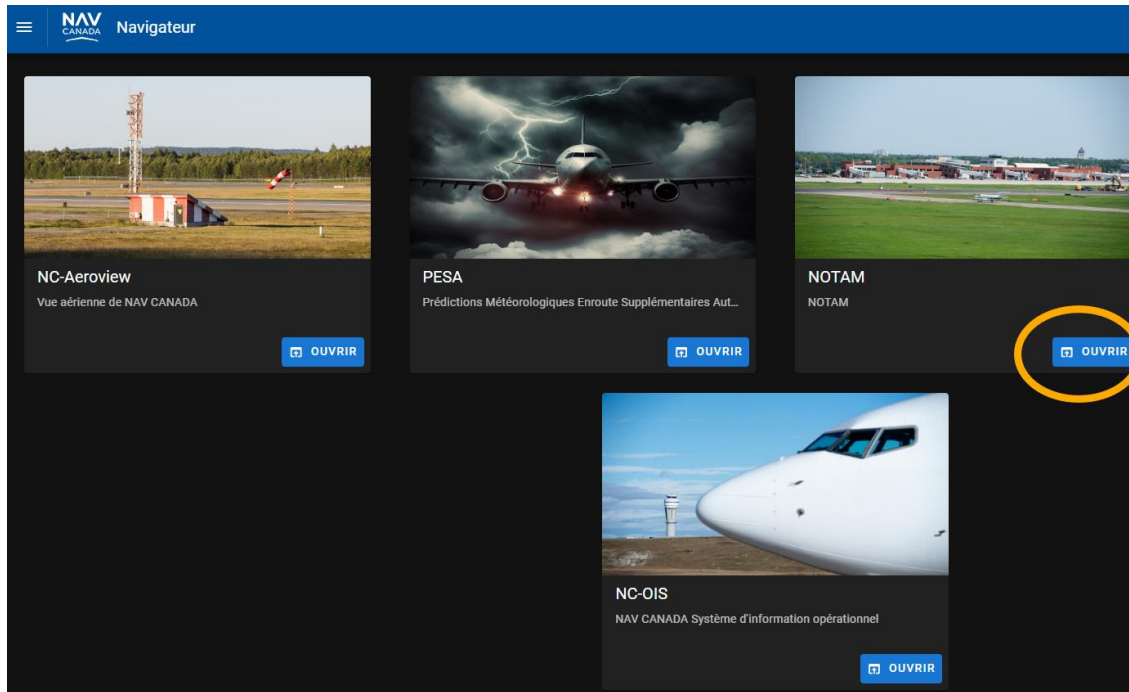 NAV
CANADA
Navigateur
NC-Aeroview
Vue aérienne de NAV CANADA
OUVRIR
PESA
Prédictions Météorologiques Enroute Supplémentaires Aut...
OUVRIR
NOTAM
NOTAM
OUVRIR
NC-OIS
NAV CANADA Système d'information opérationnel
OUVRIR